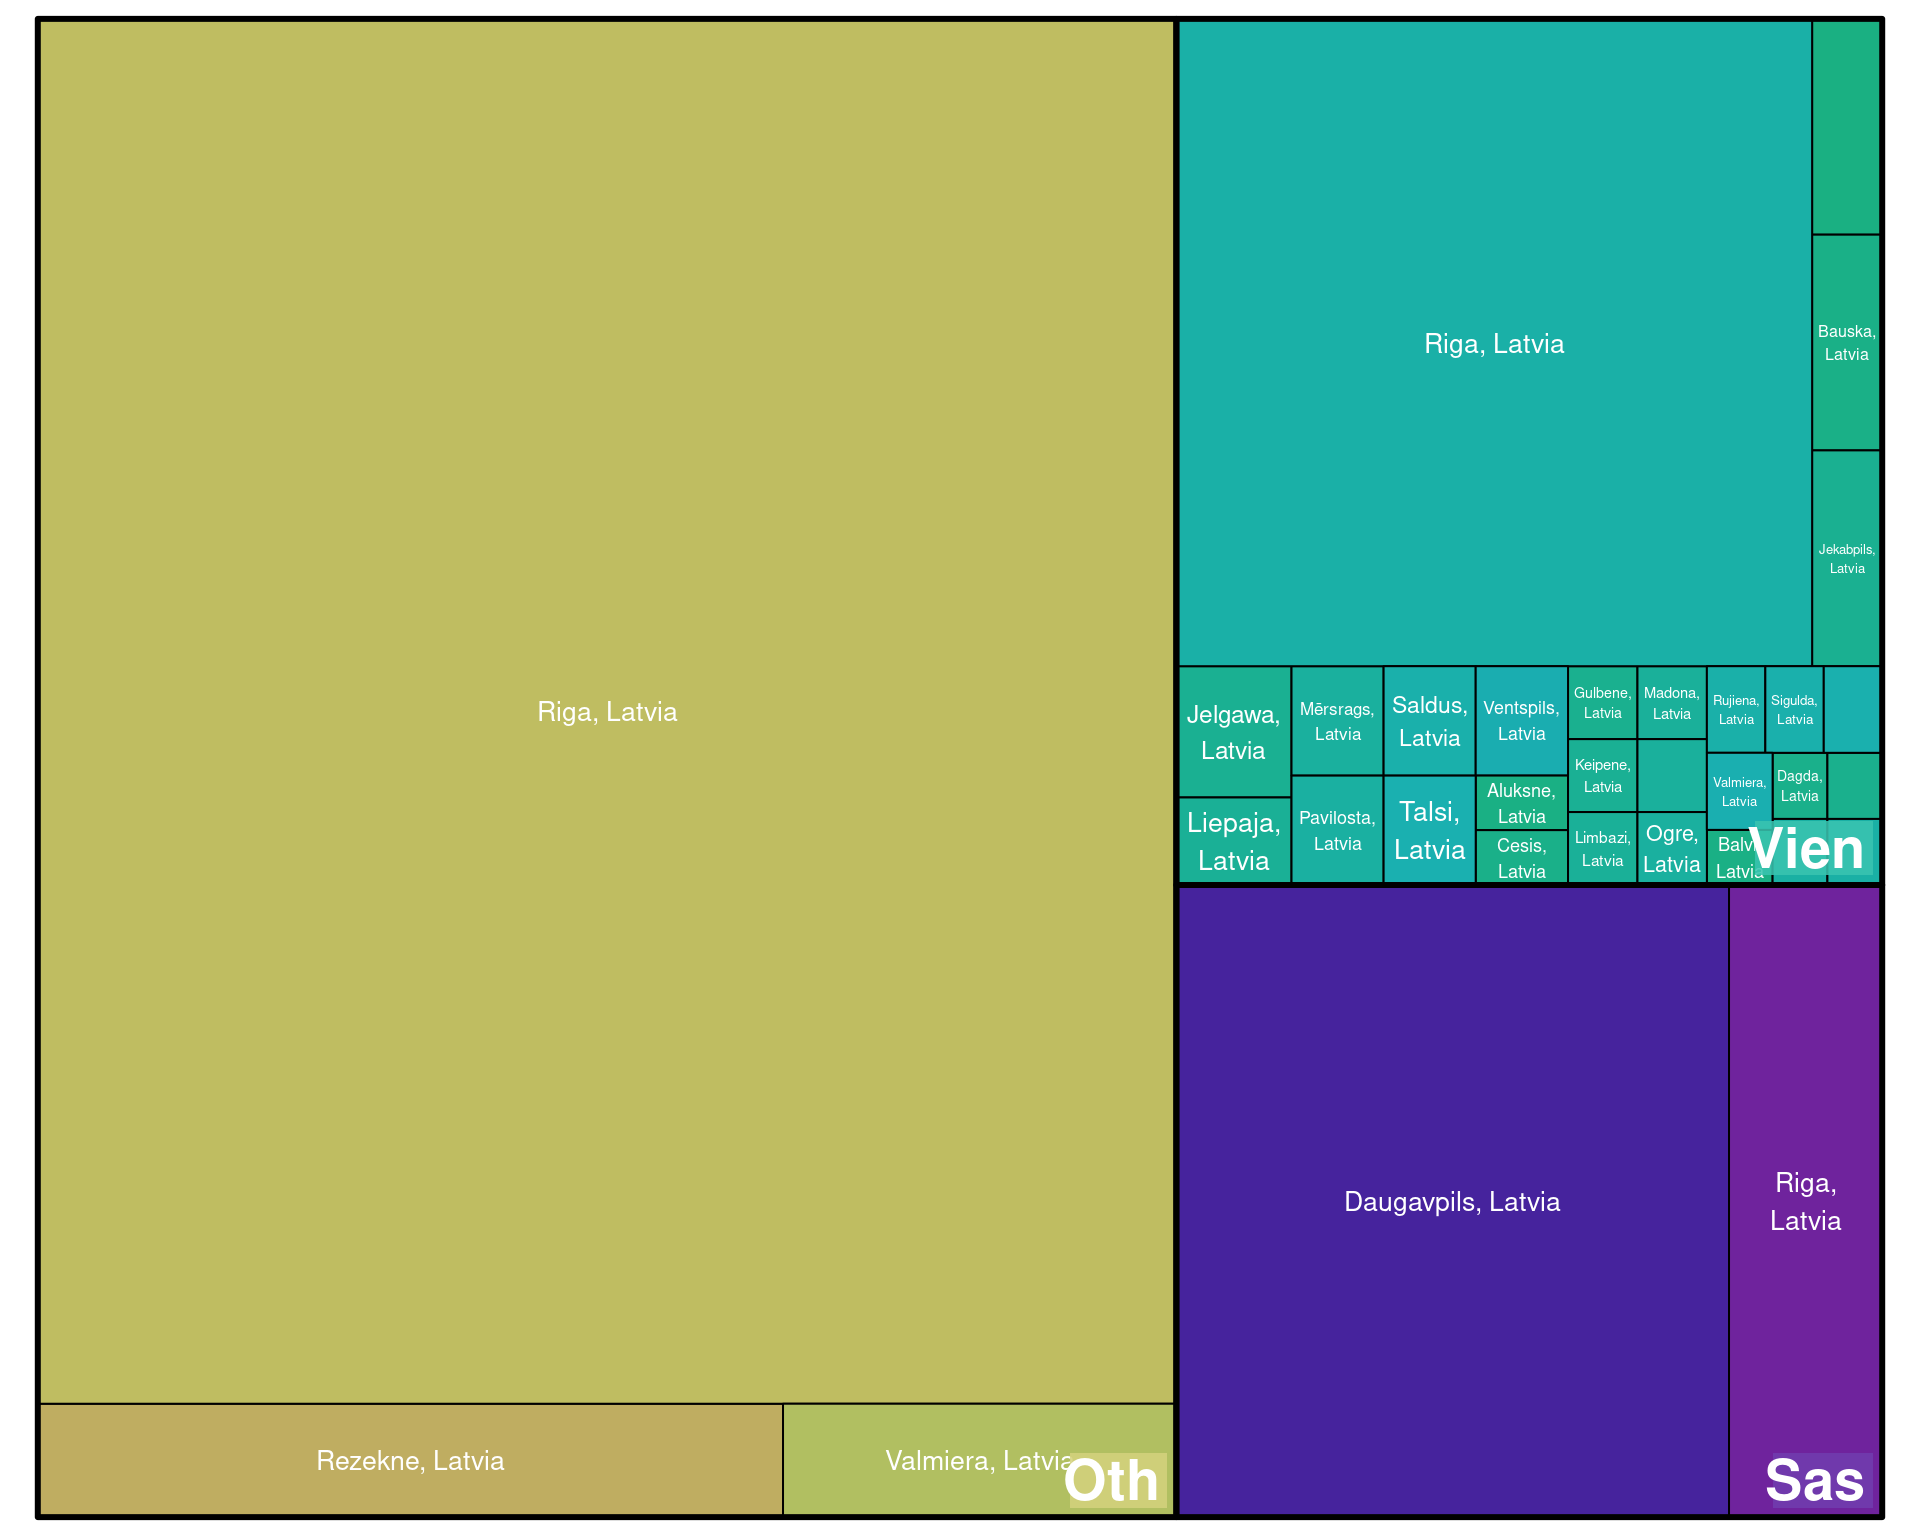 Riga, Latvia
Rezekne, Latvia
Valmiera, Latvia
Oth
Riga, Latvia
Bauska,
Latvia
Jekabpils,
Latvia
Jelgawa,
Latvia
Liepaja,
Latvia
Mērsrags,
Latvia
Pavilosta,
Latvia
Saldus,
Latvia
Talsi,
Latvia
Ventspils,
Latvia
Aluksne,
Latvia
Cesis,
Latvia
Gulbene,
Latvia
Keipene,
Latvia
Limbazi,
Latvia
Madona,
Latvia
Ogre,
Latvia
Rujiena,
Latvia
Sigulda,
Latvia
Valmiera,
Latvia
Dagda,
Latvia
Latvia
Vien
Daugavpils, Latvia
Riga,
Latvia
Sas